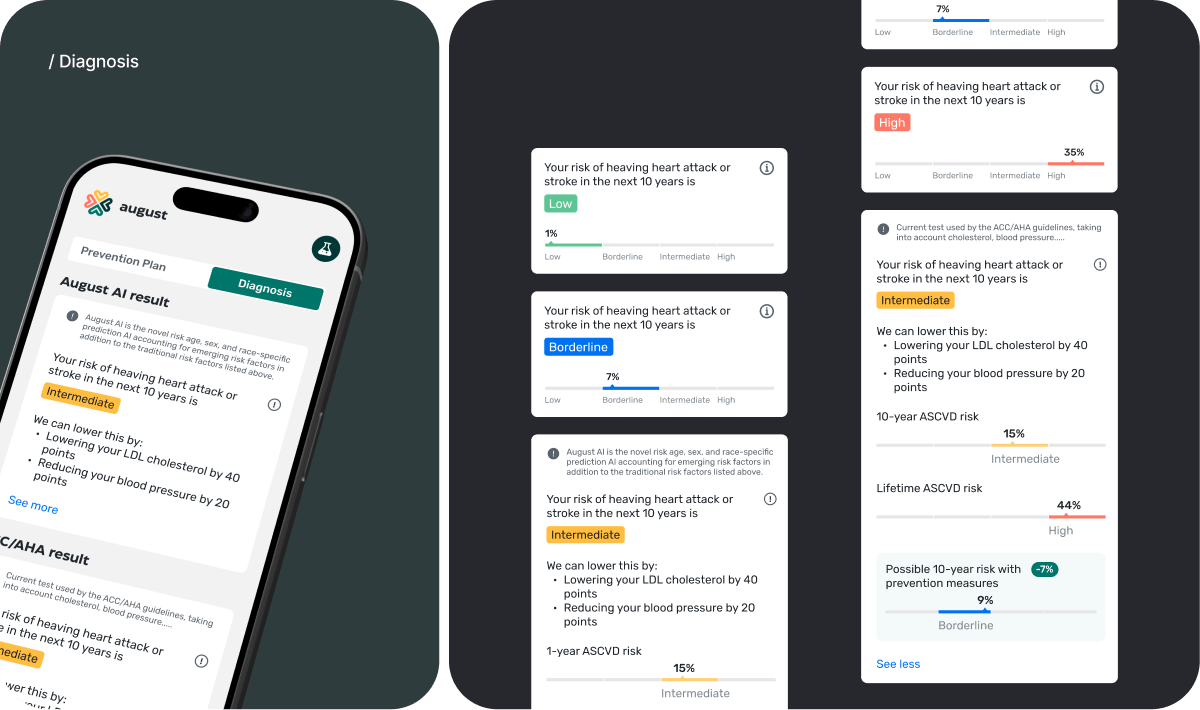 / Diagnosis
august
Prevention Plan
Diagnosis
August AI result
August AI is the novel risk age, sex, and race-specific
prediction AI accounting for emerging risk factors in
addition to the traditional risk factors listed above.
Your risk of heaving heart attack or
stroke in the next 10 years is
Intermediate
We can lower this by:
• Lowering your LDL cholesterol by 40
points
• Reducing your blood pressure by 20
points
See more
C/AHA result
Current test used by the ACC/AHA guidelines, taking
into account cholesterol, blood pressure.....
risk of heaving heart attack or
e in the next 10 years is
mediate
wer this by:
Your risk of heaving heart attack or
stroke in the next 10 years is
Low
1%
Low Borderline Intermediate High
Your risk of heaving heart attack or
stroke in the next 10 years is
Borderline
7%
Low Borderline Intermediate High
August AI is the novel risk age, sex, and race-specific
prediction AI accounting for emerging risk factors in
addition to the traditional risk factors listed above.
Your risk of heaving heart attack or
stroke in the next 10 years is
Intermediate
We can lower this by:
• Lowering your LDL cholesterol by 40
points
• Reducing your blood pressure by 20
points
1-year ASCVD risk
15%
Intermediate
7%
Low Borderline Intermediate High
Your risk of heaving heart attack or
stroke in the next 10 years is
High
35%
Low Borderline Intermediate High
Current test used by the ACC/AHA guidelines, taking
into account cholesterol, blood pressure.....
Your risk of heaving heart attack or
stroke in the next 10 years is
Intermediate
We can lower this by:
• Lowering your LDL cholesterol by 40
points
• Reducing your blood pressure by 20
points
10-year ASCVD risk
15%
Intermediate
Lifetime ASCVD risk
44%
High
Possible 10-year risk with -7%
prevention measures
9%
Borderline
See less